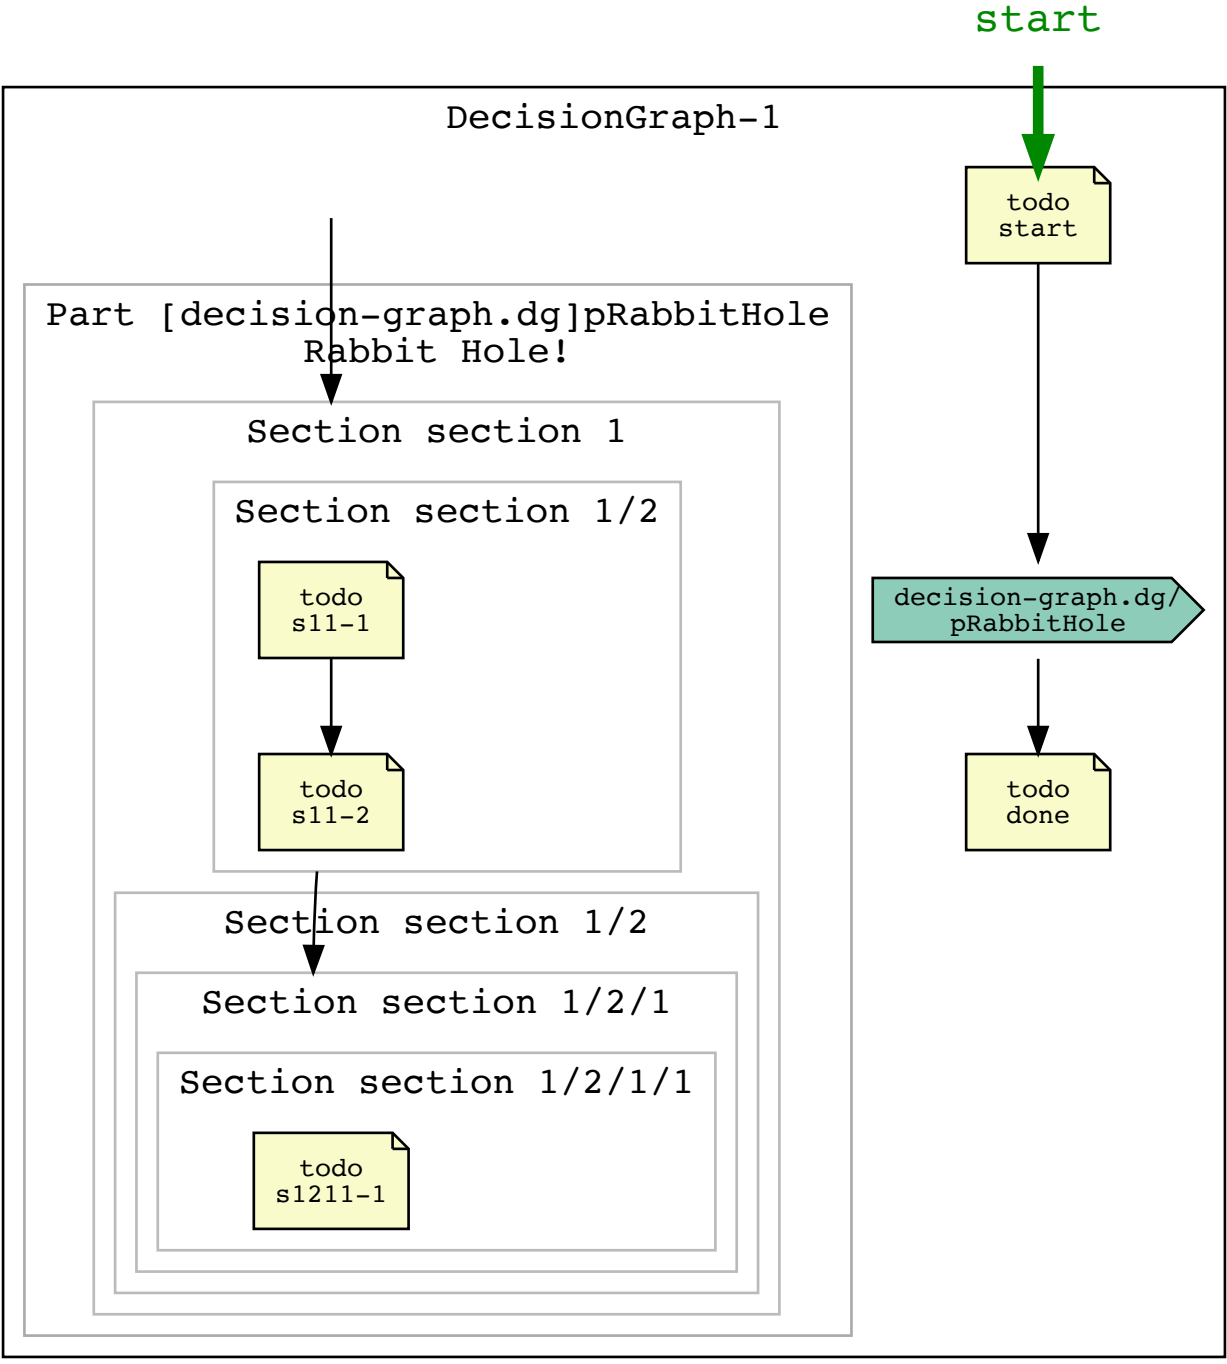 start
DecisionGraph-1
todo
start
Part [decision-graph.dg]pRabbitHole
Rabbit Hole!
Section section 1
Section section 1/2
todo
s11-1
decision-graph.dg/
pRabbitHole
todo
s11-2
todo
done
Section section 1/2
Section section 1/2/1
Section section 1/2/1/1
todo
s1211-1